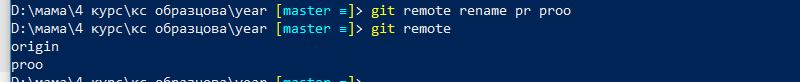 D:\мама\4 курс\кс образцова\year [master ≡]> git remote rename pr proo
D:\мама\4 курс\кс образцова\year [master ≡]> git remote
origin
proo
D:\мама\4 курс\кс образцова\year [master ≡]>